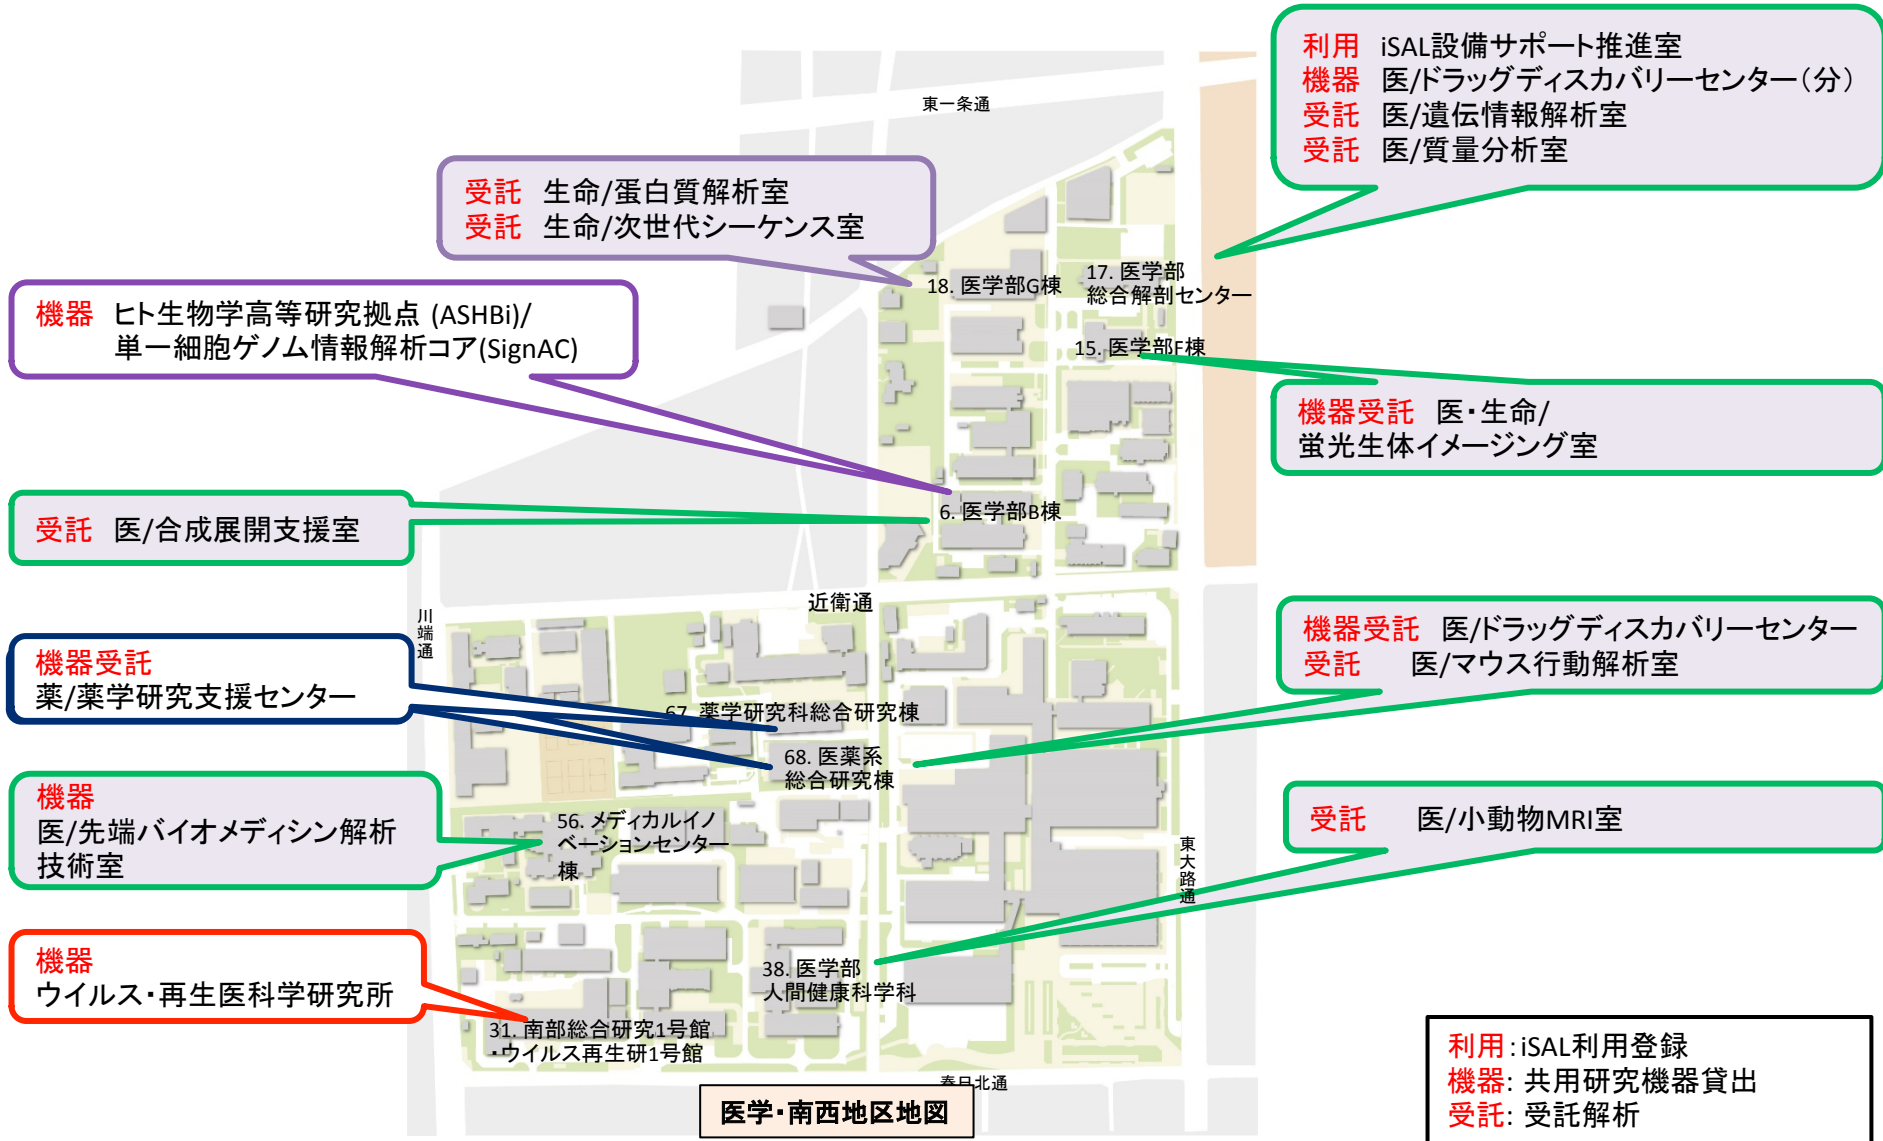 利用 iSAL設備サポート推進室
機器 医/ドラッグディスカバリーセンター（分）
受託 医/遺伝情報解析室
受託 医/質量分析室
東一条通
受託 生命/蛋白質解析室
受託 生命/次世代シーケンス室
18. 医学部G棟
17. 医学部
総合解剖センター
機器 ヒト生物学高等研究拠点 (ASHBi)/
単一細胞ゲノム情報解析コア(SignAC)
15. 医学部F棟
機器受託 医・生命/
蛍光生体イメージング室
受託 医/合成展開支援室
6. 医学部B棟
近衛通
川端通
機器受託 医/ドラッグディスカバリーセンター
受託 医/マウス行動解析室
機器受託
薬/薬学研究支援センター
67. 薬学研究科総合研究棟
68. 医薬系
総合研究棟
機器
医/先端バイオメディシン解析
技術室
56. メディカルイノ
ベーションセンター
棟
受託 医/小動物MRI室
東大路通
機器
ウイルス・再生医科学研究所
38. 医学部
人間健康科学科
31. 南部総合研究1号館
・ウイルス再生研1号館
春日北通
医学・南西地区地図
利用：iSAL利用登録
機器： 共用研究機器貸出
受託： 受託解析